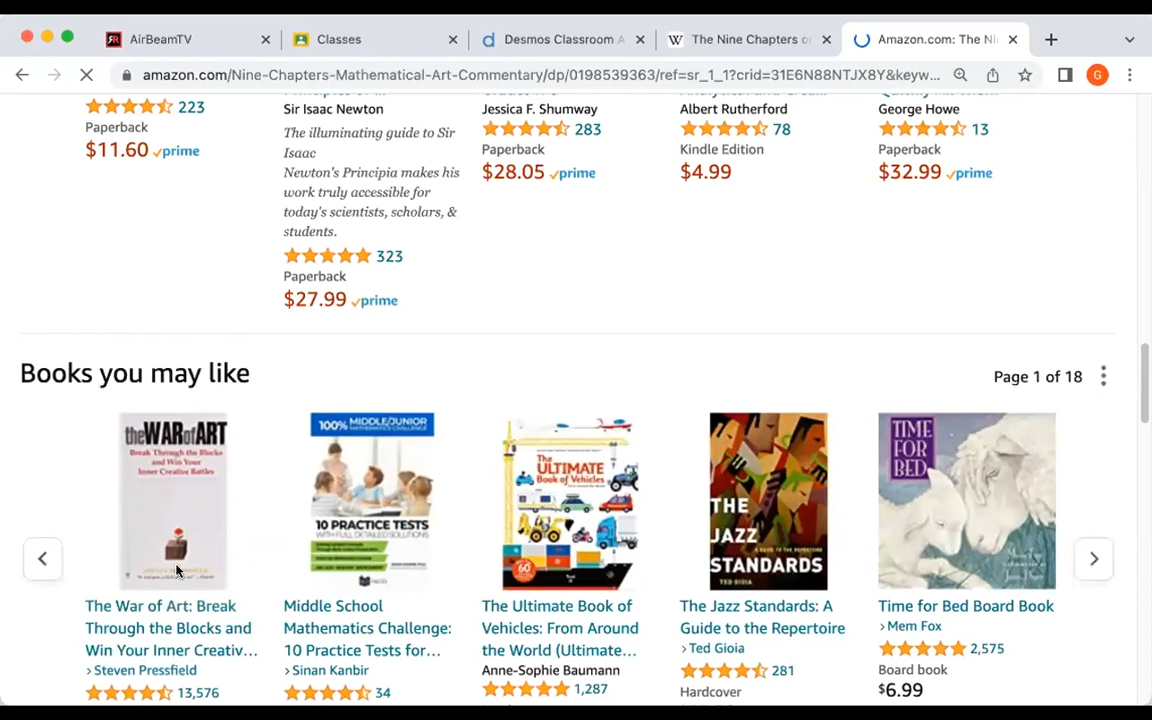 AirBeamTV
Classes
Desmos Classroom A
The Nine Chapters o
Amazon.com: The Ni
amazon.com/Nine-Chapters-Mathematical-Art-Commentary/dp/0198539363/ref=sr_1_1?crid=31E6N88NTJX8Y&keyw...
G
223
Paperback
$11.60 prime
Sir Isaac Newton
The illuminating guide to Sir
Isaac
Newton's Principia makes his
work truly accessible for
today's scientists, scholars, &
students.
323
Paperback
$27.99 prime
Jessica F. Shumway
283
Paperback
$28.05 prime
Albert Rutherford
78
Kindle Edition
$4.99
George Howe
13
Paperback
$32.99 prime
Books you may like
Page 1 of 18
the WAR of ART
Break Through the Blocks
and Win Your
Inner Creative Battles
100% MIDDLE/JUNIOR
MATHEMATICS CHALLENGE
10 PRACTICE TESTS
The
ULTIMATE
Book of Vehicles
60
THE
JAZZ
STANDARDS
TED GIOIA
TIME
FOR
BED
Mem Fox
The War of Art: Break
Through the Blocks and
Win Your Inner Creativ...
› Steven Pressfield
13,576
Middle School
Mathematics Challenge:
10 Practice Tests for...
› Sinan Kanbir
34
The Ultimate Book of
Vehicles: From Around
the World (Ultimate...
Anne-Sophie Baumann
1,287
The Jazz Standards: A
Guide to the Repertoire
› Ted Gioia
281
Hardcover
Time for Bed Board Book
› Mem Fox
2,575
Board book
$6.99